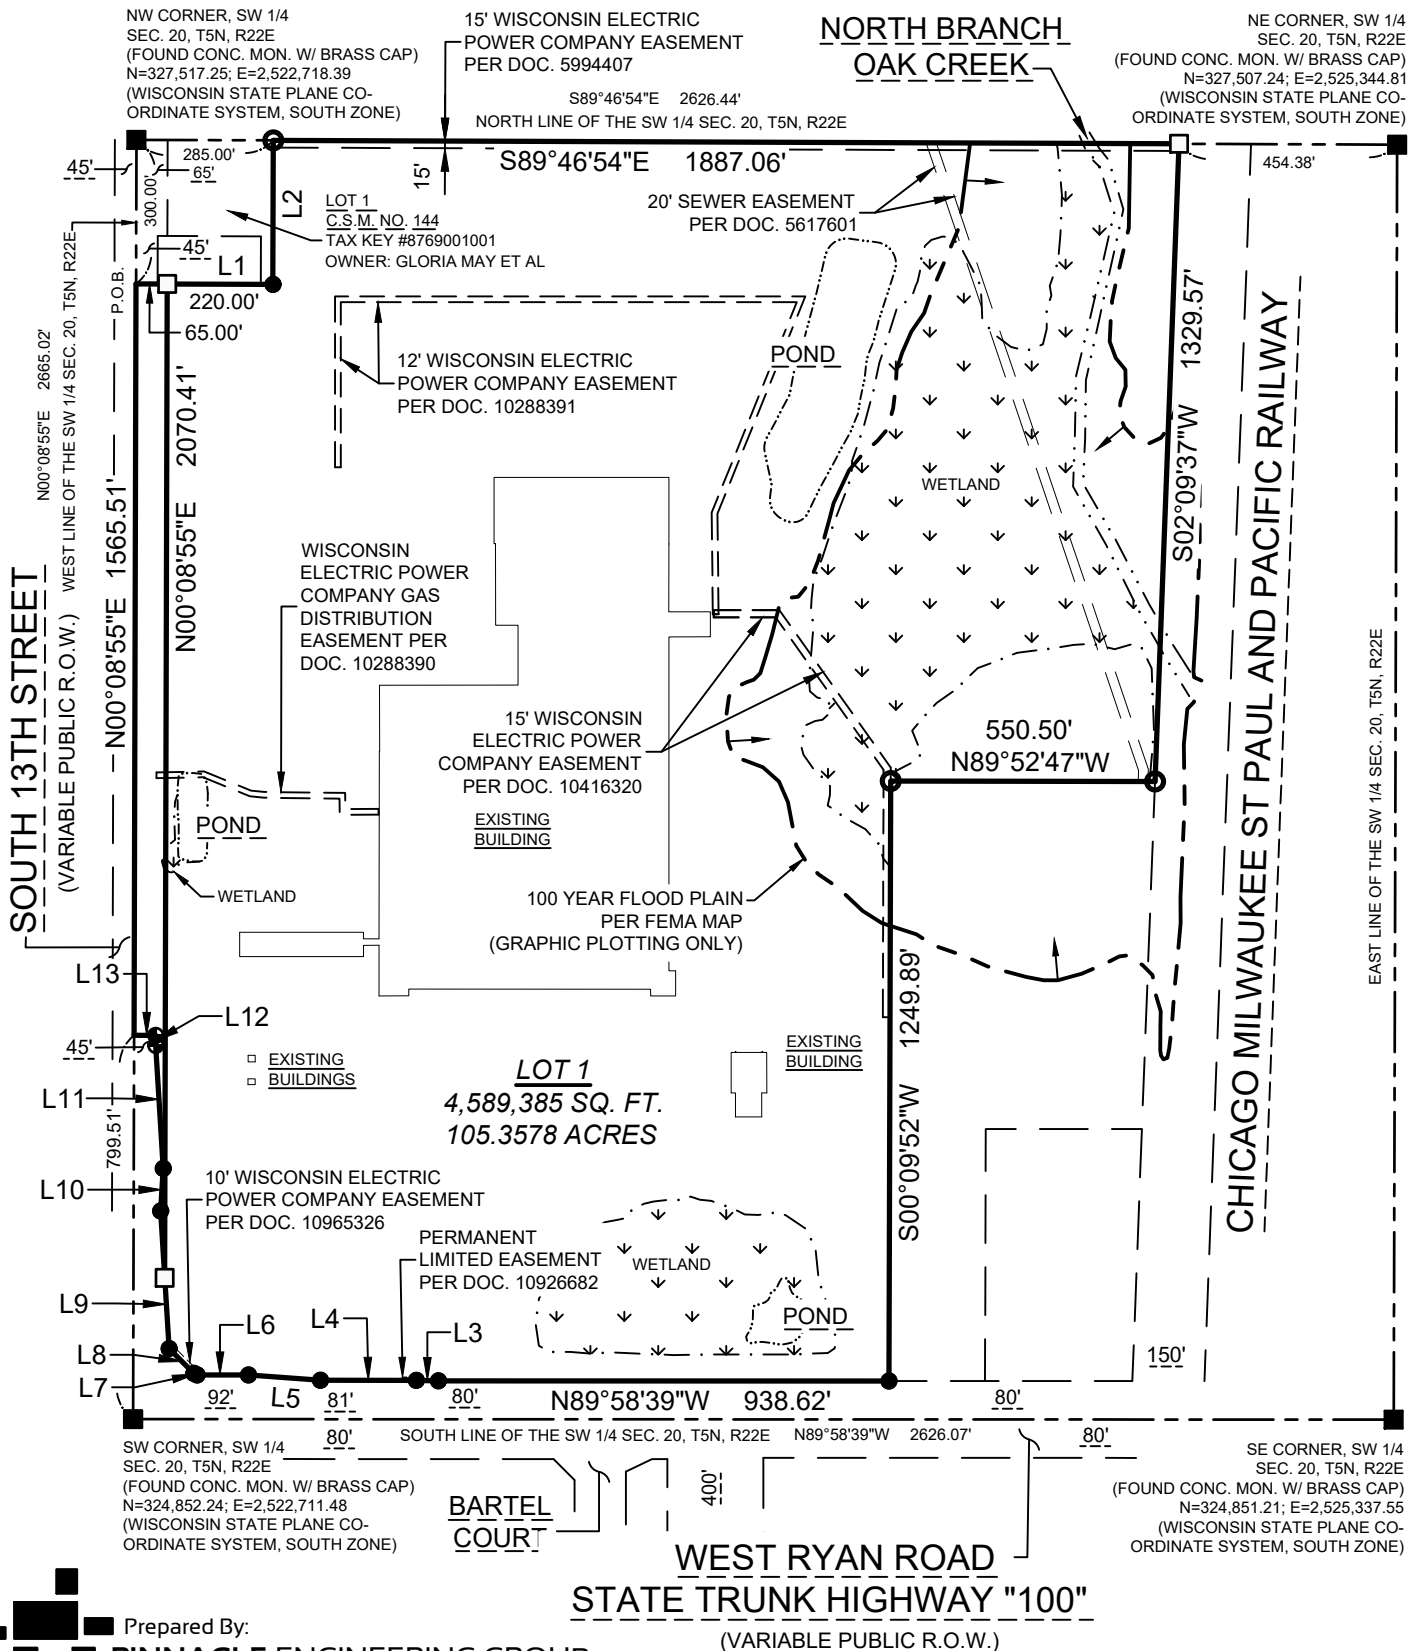 NW CORNER, SW 1/4
SEC. 20, T5N, R22E
(FOUND CONC. MON. W/ BRASS CAP)
N=327,517.25; E=2,522,718.39
(WISCONSIN STATE PLANE CO-
ORDINATE SYSTEM, SOUTH ZONE)
15' WISCONSIN ELECTRIC
POWER COMPANY EASEMENT
PER DOC. 5994407
NORTH BRANCH
OAK CREEK
NE CORNER, SW 1/4
SEC. 20, T5N, R22E
(FOUND CONC. MON. W/ BRASS CAP)
N=327,507.24; E=2,525,344.81
(WISCONSIN STATE PLANE CO-
ORDINATE SYSTEM, SOUTH ZONE)
S89°46'54"E 2626.44'
NORTH LINE OF THE SW 1/4 SEC. 20, T5N, R22E
45'
285.00'
65'
300.00'
S89°46'54"E 1887.06'
15'
454.38'
L2
LOT 1
C.S.M. NO. 144
TAX KEY #8769001001
OWNER: GLORIA MAY ET AL
20' SEWER EASEMENT
PER DOC. 5617601
45'
L1
220.00'
65.00'
P.O.B.
12' WISCONSIN ELECTRIC
POWER COMPANY EASEMENT
PER DOC. 10288391
POND
WETLAND
1329.57'
S02°09'37"W
CHICAGO MILWAUKEE ST PAUL AND PACIFIC RAILWAY
EAST LINE OF THE SW 1/4 SEC. 20, T5N, R22E
N00°08'55"E 2665.02'
WEST LINE OF THE SW 1/4 SEC. 20, T5N, R22E
N00°08'55"E 1565.51'
N00°08'55"E 2070.41'
SOUTH 13TH STREET
(VARIABLE PUBLIC R.O.W.)
WISCONSIN
ELECTRIC POWER
COMPANY GAS
DISTRIBUTION
EASEMENT PER
DOC. 10288390
15' WISCONSIN
ELECTRIC POWER
COMPANY EASEMENT
PER DOC. 10416320
550.50'
N89°52'47"W
POND
EXISTING
BUILDING
WETLAND
100 YEAR FLOOD PLAIN
PER FEMA MAP
(GRAPHIC PLOTTING ONLY)
L13
L12
45'
EXISTING
BUILDINGS
EXISTING
BUILDING
LOT 1
4,589,385 SQ. FT.
105.3578 ACRES
1249.89'
S00°09'52"W
L11
799.51'
L10
10' WISCONSIN ELECTRIC
POWER COMPANY EASEMENT
PER DOC. 10965326
PERMANENT
LIMITED EASEMENT
PER DOC. 10926682
WETLAND
POND
L9
L6
L4
L3
L8
L7
92'
L5
81'
80'
N89°58'39"W 938.62'
80'
150'
80'
SOUTH LINE OF THE SW 1/4 SEC. 20, T5N, R22E N89°58'39"W 2626.07'
80'
SW CORNER, SW 1/4
SEC. 20, T5N, R22E
(FOUND CONC. MON. W/ BRASS CAP)
N=324,852.24; E=2,522,711.48
(WISCONSIN STATE PLANE CO-
ORDINATE SYSTEM, SOUTH ZONE)
BARTEL
COURT
400'
SE CORNER, SW 1/4
SEC. 20, T5N, R22E
(FOUND CONC. MON. W/ BRASS CAP)
N=324,851.21; E=2,525,337.55
(WISCONSIN STATE PLANE CO-
ORDINATE SYSTEM, SOUTH ZONE)
WEST RYAN ROAD
STATE TRUNK HIGHWAY "100"
(VARIABLE PUBLIC R.O.W.)
Prepared By:
PINNACLE ENGINEERING GROUP